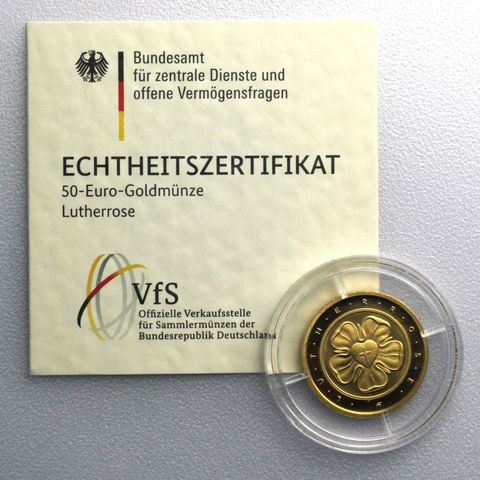 Bundesamt
für zentrale Dienste und
offene Vermögensfragen
ECHTHEITSZERTIFIKAT
50-Euro-Goldmünze
Lutherrose
VfS
Offizielle Verkaufsstelle
für Sammlermünzen der
Bundesrepublik Deutschland
LUTHERROSE